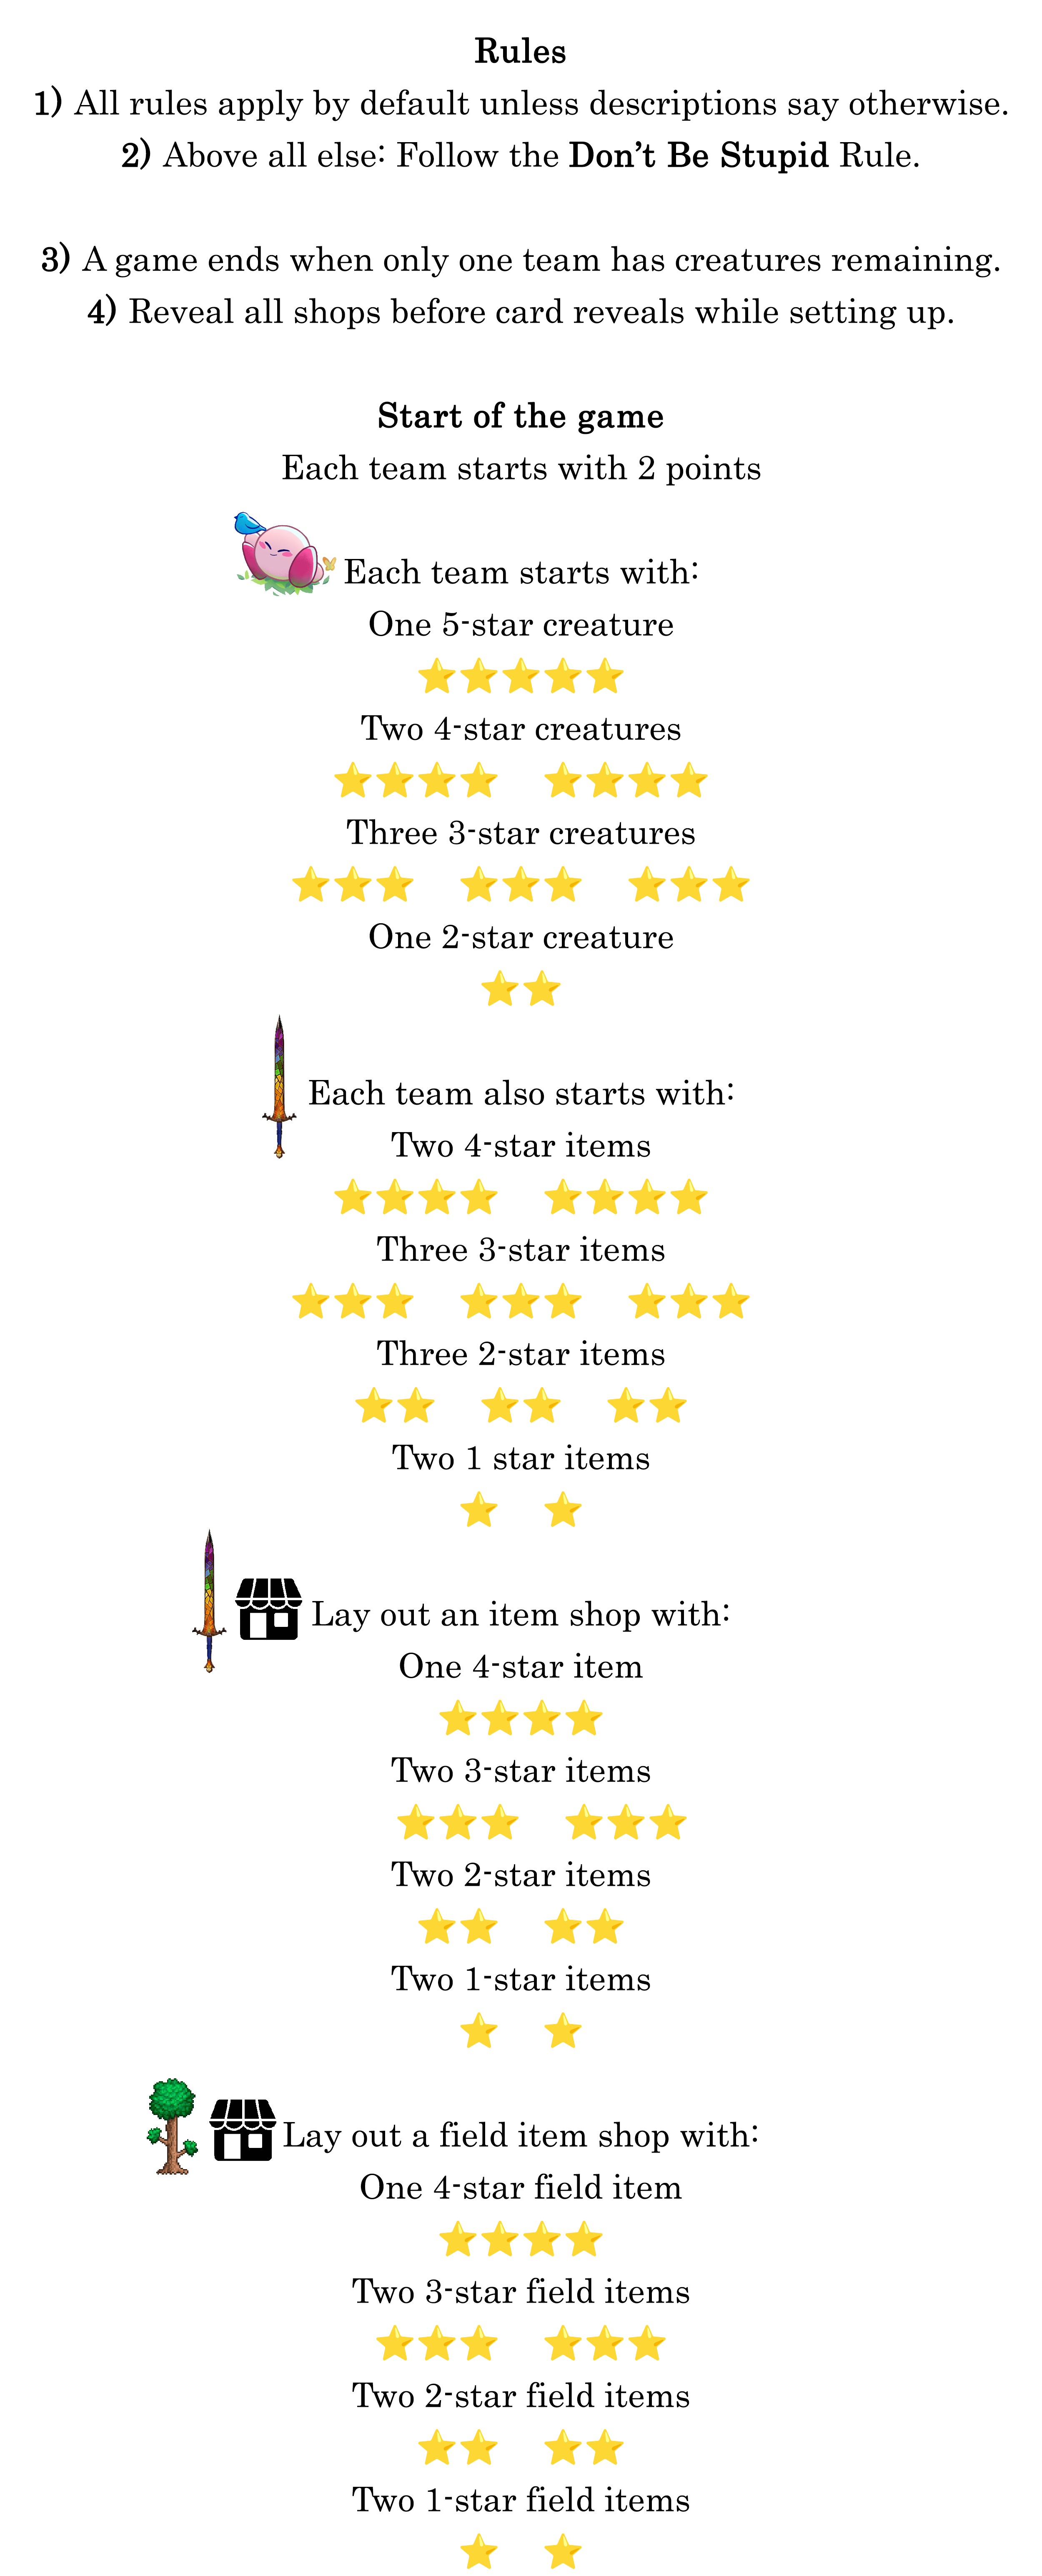 Rules
1) All rules apply by default unless descriptions say otherwise.
2) Above all else: Follow the Don't Be Stupid Rule.
3) A game ends when only one team has creatures remaining.
4) Reveal all shops before card reveals while setting up.
Start of the game
Each team starts with 2 points
Each team starts with:
One 5-star creature
Two 4-star creatures
Three 3-star creatures
One 2-star creature
Each team also starts with:
Two 4-star items
Three 3-star items
Three 2-star items
Two 1 star items
Lay out an item shop with:
One 4-star item
Two 3-star items
Two 2-star items
Two 1-star items
Lay out a field item shop with:
One 4-star field item
Two 3-star field items
Two 2-star field items
Two 1-star field items